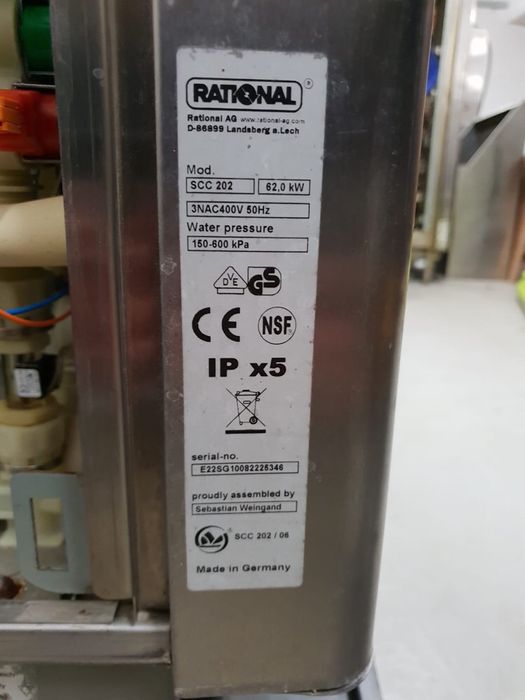 RATIONAL ®
Rational AG www.rational-ag.com
D-86899 Landsberg a.Lech
Mod.
SCC 202 62,0 kW
3NAC400V 50Hz
Water pressure
150-600 kPa
DVE GS
CE NSF
IP x5
serial-no.
E22SG10082225346
proudly assembled by
Sebastian Weingand
® SCC 202 / 06
Made in Germany